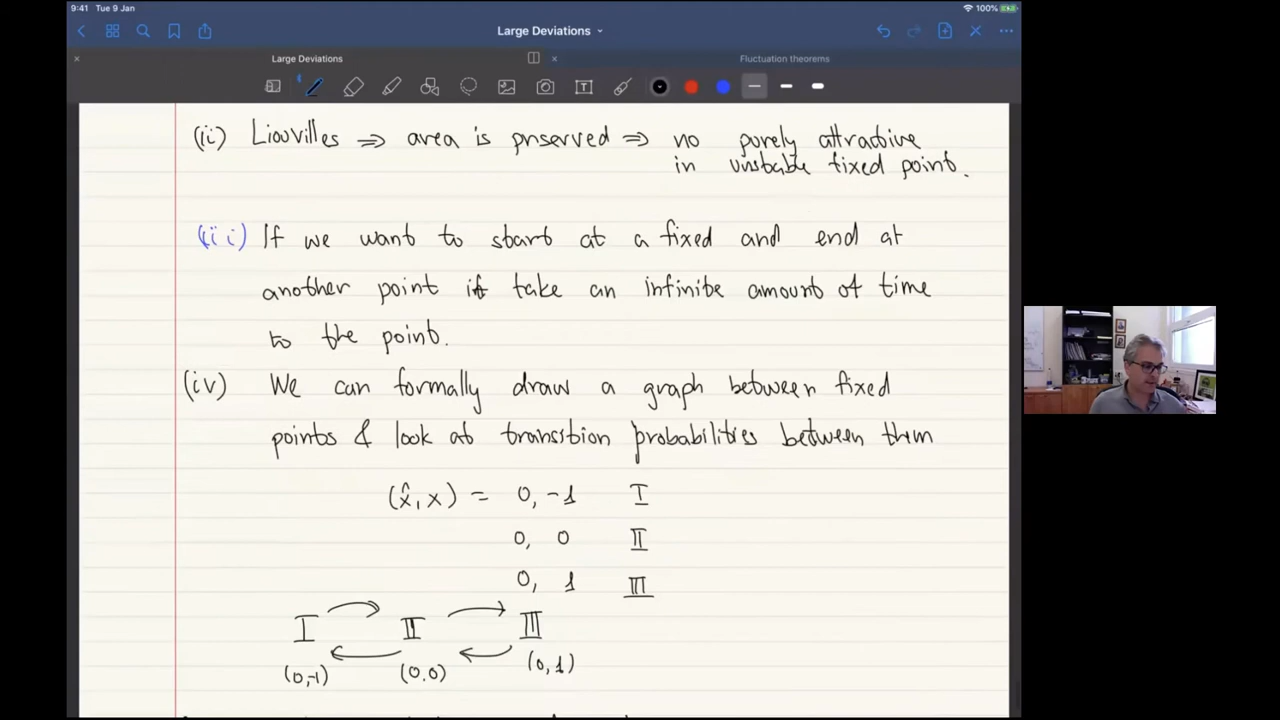 9:41 Tue 9 Jan
100%
Large Deviations
Large Deviations
Fluctuation theorems
(ii) Liouvilles ⇒ area is preserved ⇒ no purely attractive
in unstable fixed point.
(iii) If we want to start at a fixed and end at
another point it take an infinite amount of time
to the point.
(iv) We can formally draw a graph between fixed
points & look at transition probabilities between them
(x̂, x) = 0, -1 I
0, 0 II
0, 1 III
I II III
(0,-1) (0.0) (0,1)